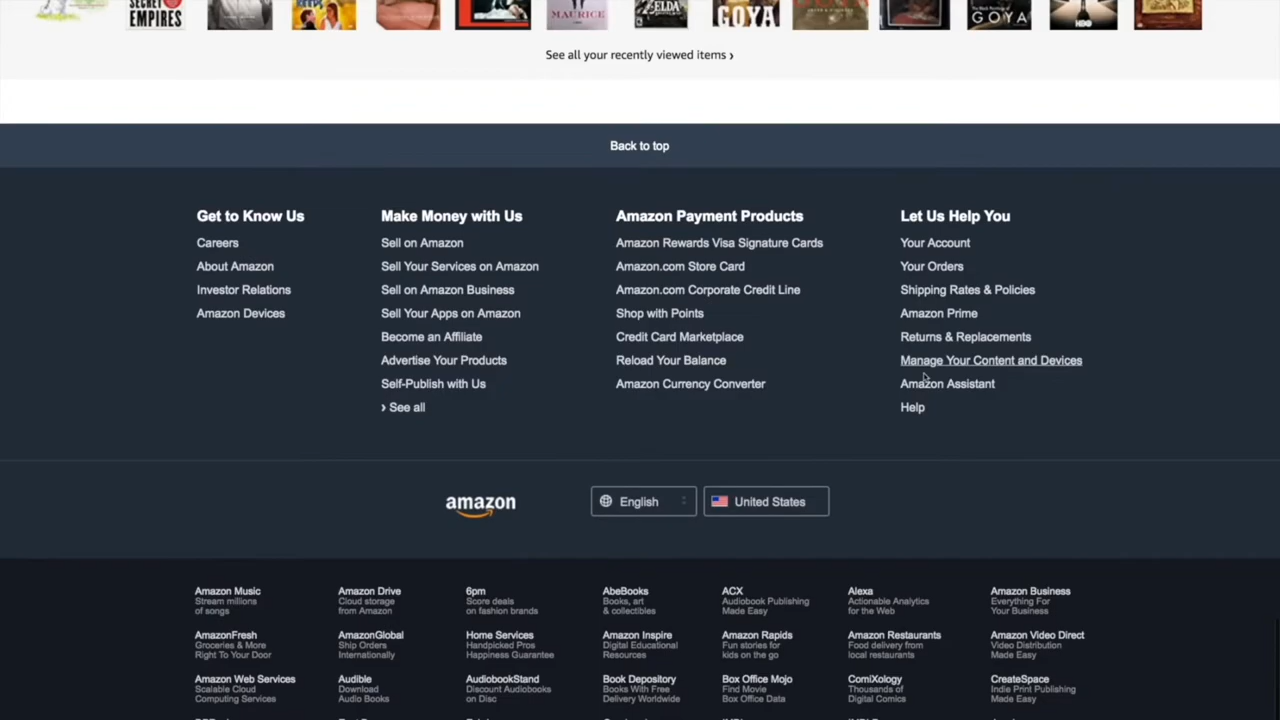 SECRET
EMPIRES
MAURICE
ZELDA
GOYA
GOYA
HBO
See all your recently viewed items ›
Back to top
Get to Know Us
Careers
About Amazon
Investor Relations
Amazon Devices
Make Money with Us
Sell on Amazon
Sell Your Services on Amazon
Sell on Amazon Business
Sell Your Apps on Amazon
Become an Affiliate
Advertise Your Products
Self-Publish with Us
› See all
Amazon Payment Products
Amazon Rewards Visa Signature Cards
Amazon.com Store Card
Amazon.com Corporate Credit Line
Shop with Points
Credit Card Marketplace
Reload Your Balance
Amazon Currency Converter
Let Us Help You
Your Account
Your Orders
Shipping Rates & Policies
Amazon Prime
Returns & Replacements
Manage Your Content and Devices
Amazon Assistant
Help
amazon
English
United States
Amazon Music
Stream millions
of songs
Amazon Drive
Cloud storage
from Amazon
6pm
Score deals
on fashion brands
AbeBooks
Books, art
& collectibles
ACX
Audiobook Publishing
Made Easy
Alexa
Actionable Analytics
for the Web
Amazon Business
Everything For
Your Business
AmazonFresh
Groceries & More
Right To Your Door
AmazonGlobal
Ship Orders
Internationally
Home Services
Handpicked Pros
Happiness Guarantee
Amazon Inspire
Digital Educational
Resources
Amazon Rapids
Fun stories for
kids on the go
Amazon Restaurants
Food delivery from
local restaurants
Amazon Video Direct
Video Distribution
Made Easy
Amazon Web Services
Scalable Cloud
Computing Services
Audible
Download
Audio Books
AudiobookStand
Discount Audiobooks
on Disc
Book Depository
Books With Free
Delivery Worldwide
Box Office Mojo
Find Movie
Box Office Data
ComiXology
Thousands of
Digital Comics
CreateSpace
Indie Print Publishing
Made Easy